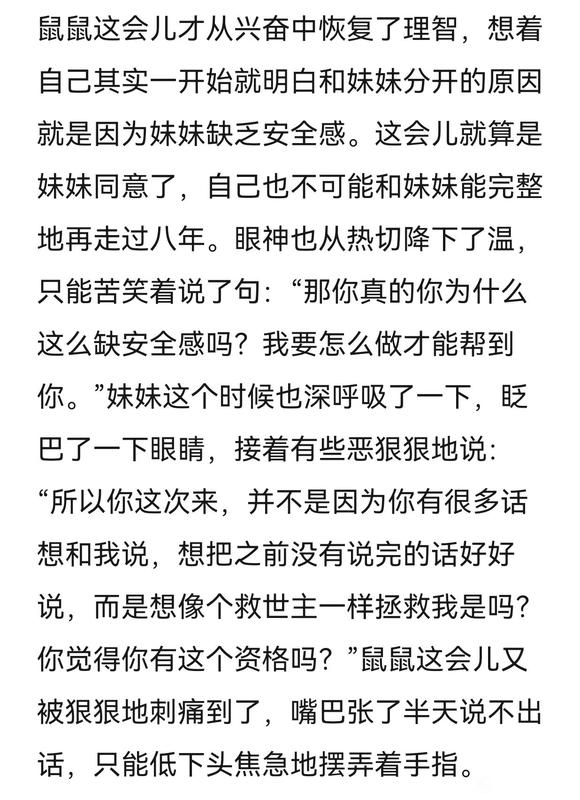 鼠鼠这会儿才从兴奋中恢复了理智，想着
自己其实一开始就明白和妹妹分开的原因
就是因为妹妹缺乏安全感。这会儿就算是
妹妹同意了，自己也不可能和妹妹能完整
地再走过八年。眼神也从热切降下了温，
只能苦笑着说了句：“那你真的你为什么
这么缺安全感吗？我要怎么做才能帮到
你。”妹妹这个时候也深呼吸了一下，眨
巴了一下眼睛，接着有些恶狠狠地说：
“所以你这次来，并不是因为你有很多话
想和我说，想把之前没有说完的话好好
说，而是想像个救世主一样拯救我是吗？
你觉得你有这个资格吗？”鼠鼠这会儿又
被狠狠地刺痛到了，嘴巴张了半天说不出
话，只能低下头焦急地摆弄着手指。